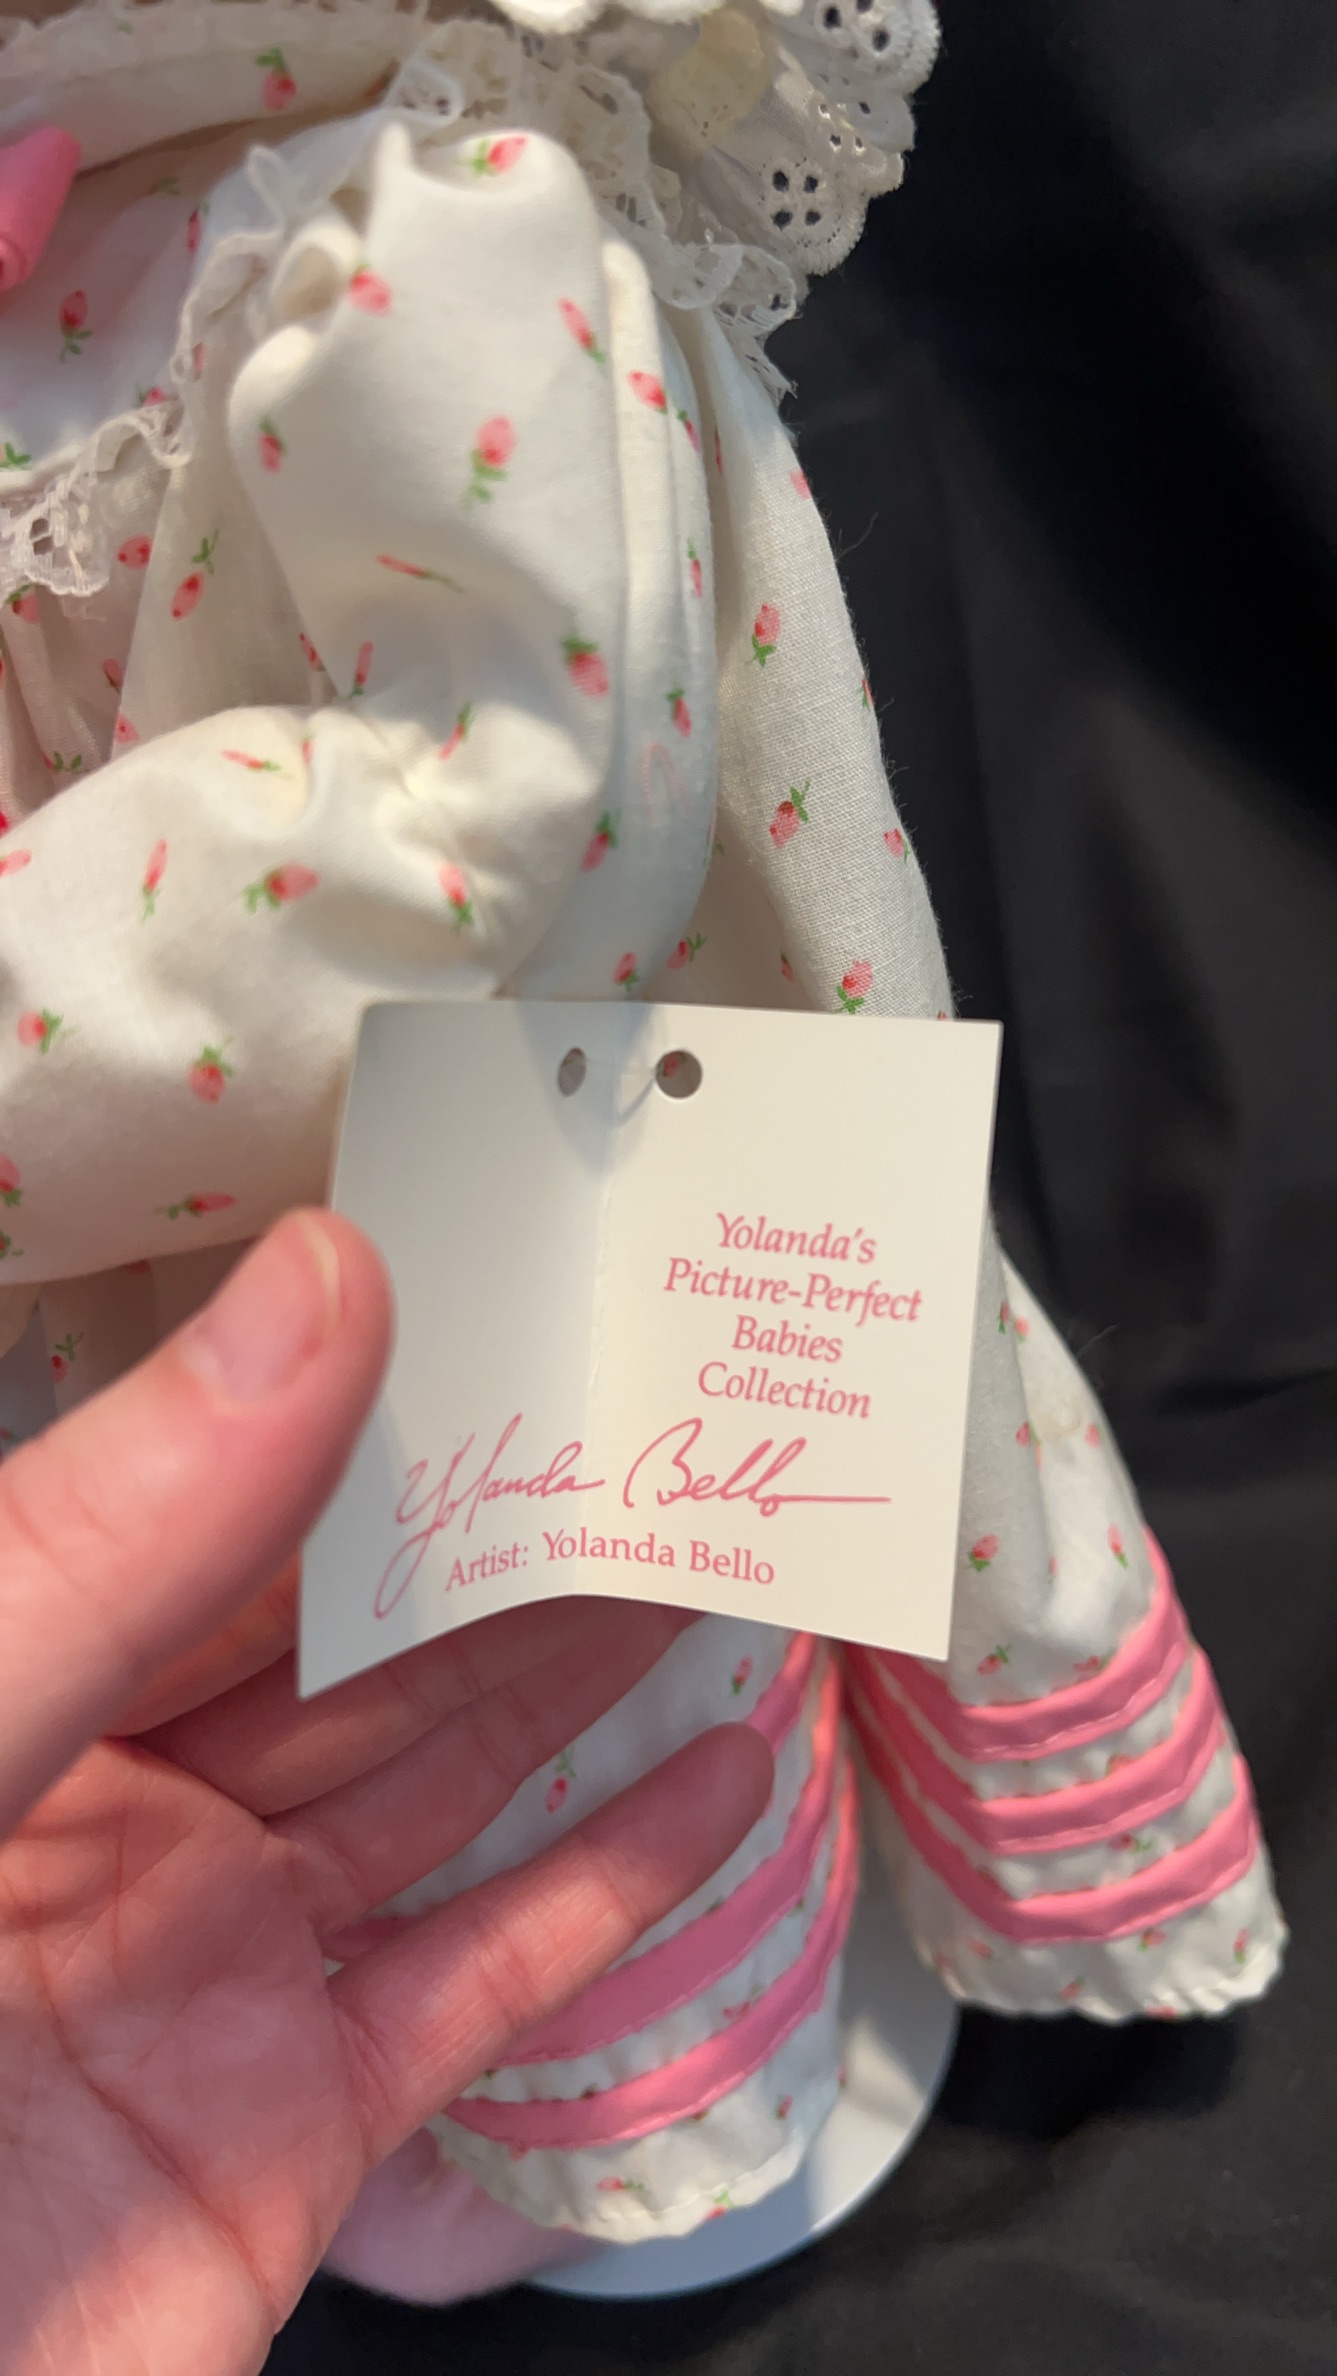 Yolanda's
Picture-Perfect
Babies
Collection
Yolanda Bello
Artist: Yolanda Bello